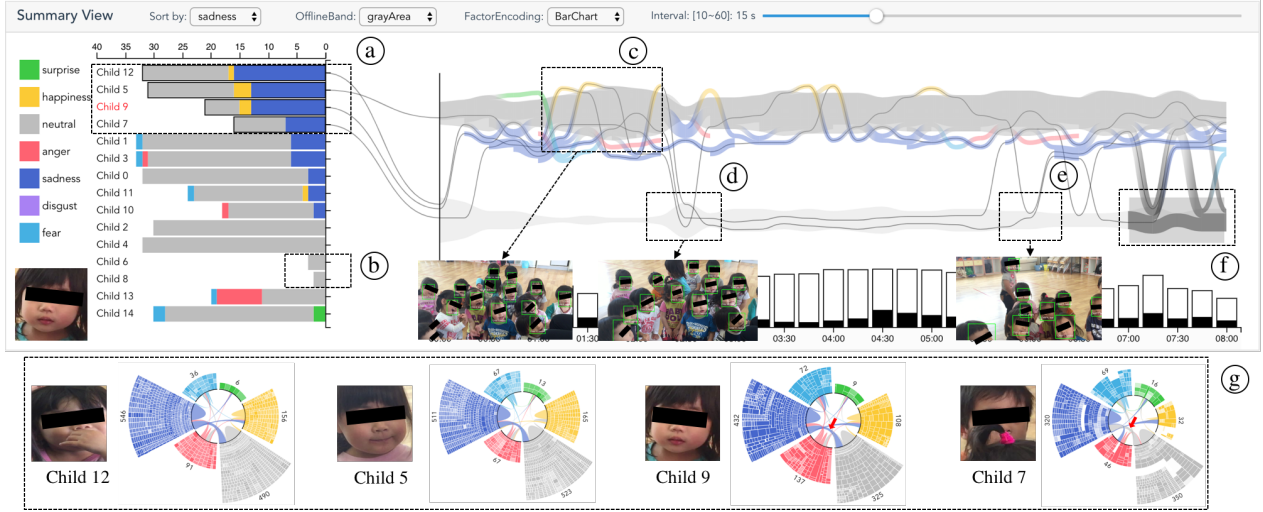 Summary View Sort by: sadness OfflineBand: grayArea FactorEncoding: BarChart Interval: [10~60]: 15 s
40 35 30 25 20 15 10 5 0
a
b
c
d
e
f
g
surprise
happiness
neutral
anger
sadness
disgust
fear
Child 12
Child 5
Child 9
Child 7
Child 1
Child 3
Child 0
Child 11
Child 10
Child 2
Child 4
Child 6
Child 8
Child 13
Child 14
01:30 03:30 04:00 04:30 05:00 07:00 07:30 08:00
546 36 6 156 91 490
Child 12
511 67 13 165 67 523
Child 5
432 72 9 108 137 325
Child 9
320 69 16 32 46 350
Child 7